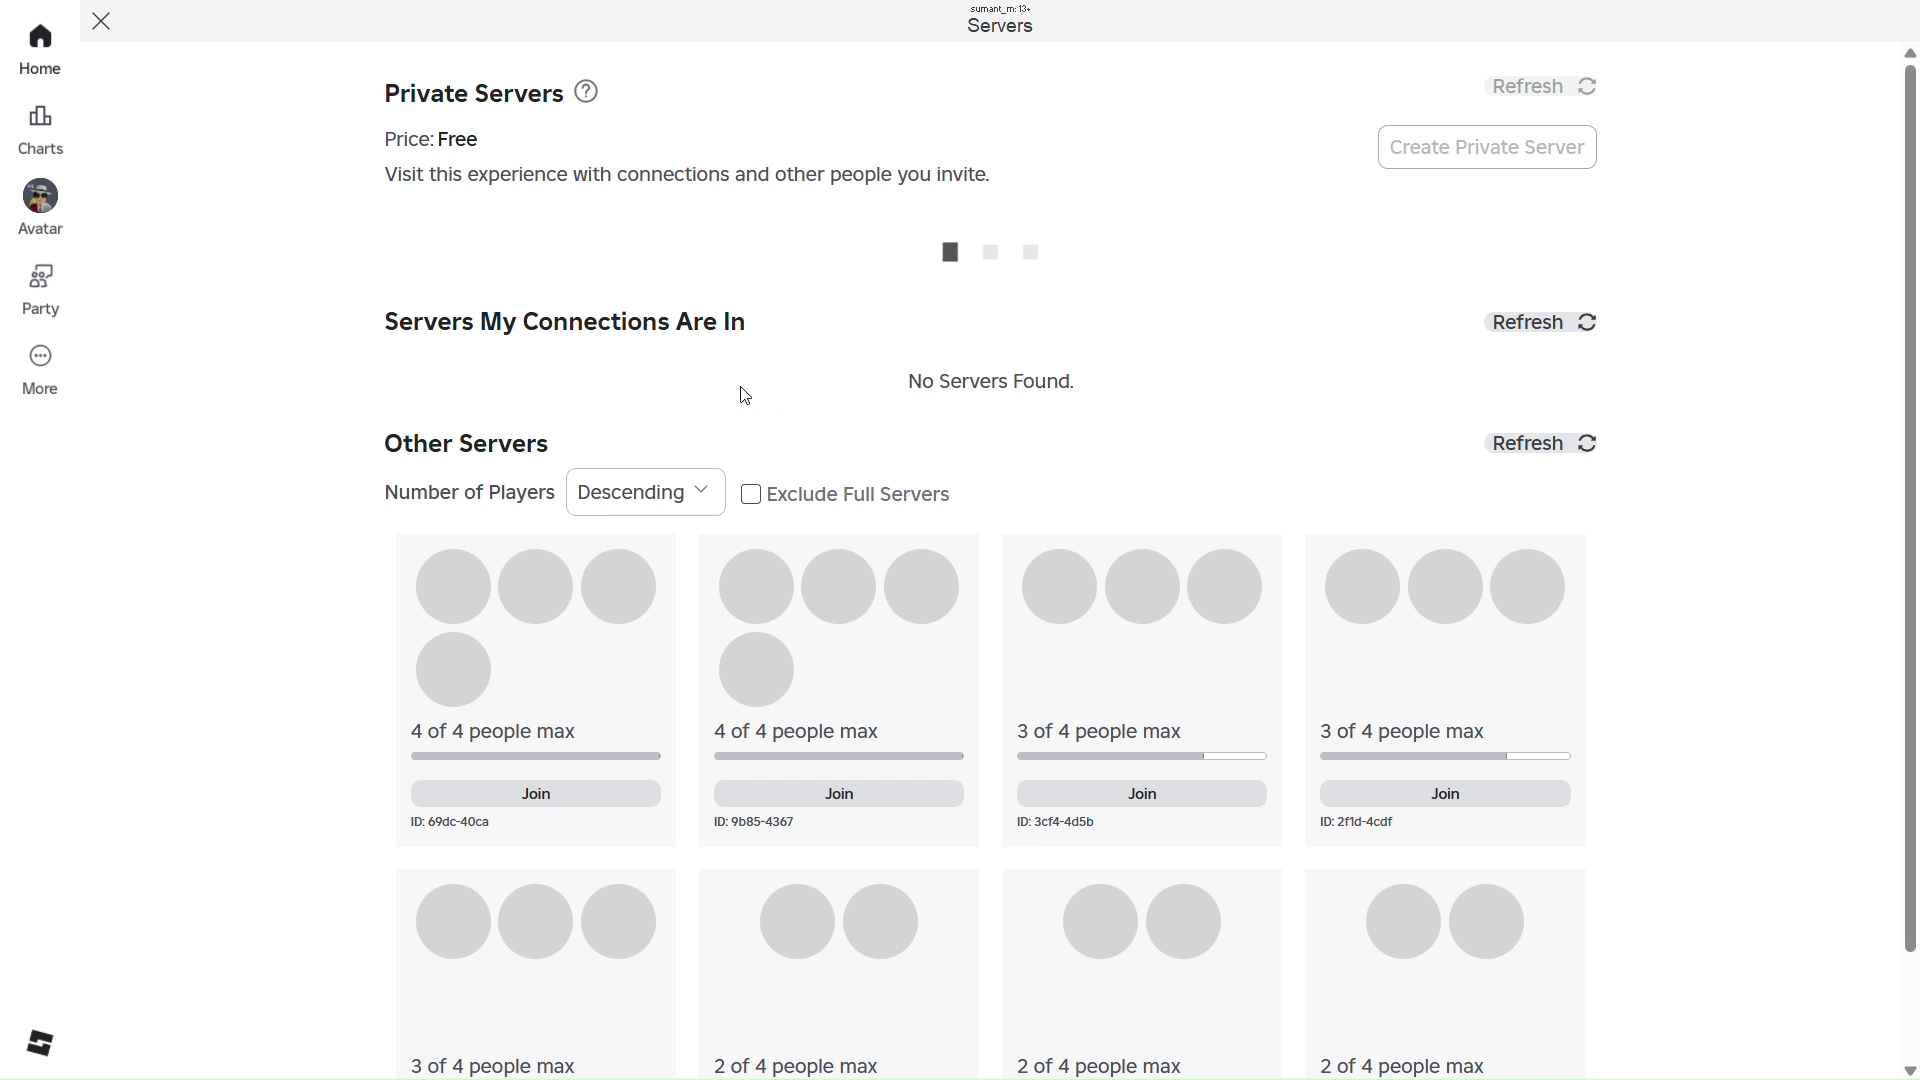 sumant_m: 13+
Servers
Home
Charts
Avatar
Party
More
Private Servers
Refresh
Price: Free
Create Private Server
Visit this experience with connections and other people you invite.
Servers My Connections Are In
Refresh
No Servers Found.
Other Servers
Refresh
Number of Players Descending Exclude Full Servers
4 of 4 people max
4 of 4 people max
3 of 4 people max
3 of 4 people max
Join
Join
Join
Join
ID: 69dc-40ca
ID: 9b85-4367
ID: 3cf4-4d5b
ID: 2f1d-4cdf
3 of 4 people max
2 of 4 people max
2 of 4 people max
2 of 4 people max